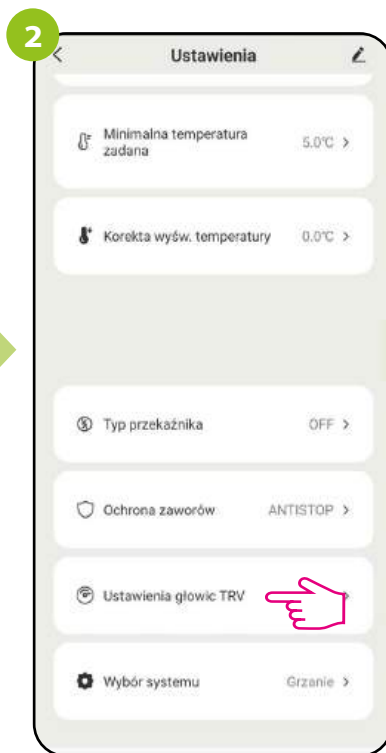 2
Ustawienia
Minimalna temperatura
zadana
5.0°C
Korekta wyśw. temperatury
0.0°C
Typ przekaźnika
OFF
Ochrona zaworów
ANTISTOP
Ustawienia głowic TRV
Wybór systemu
Grzanie